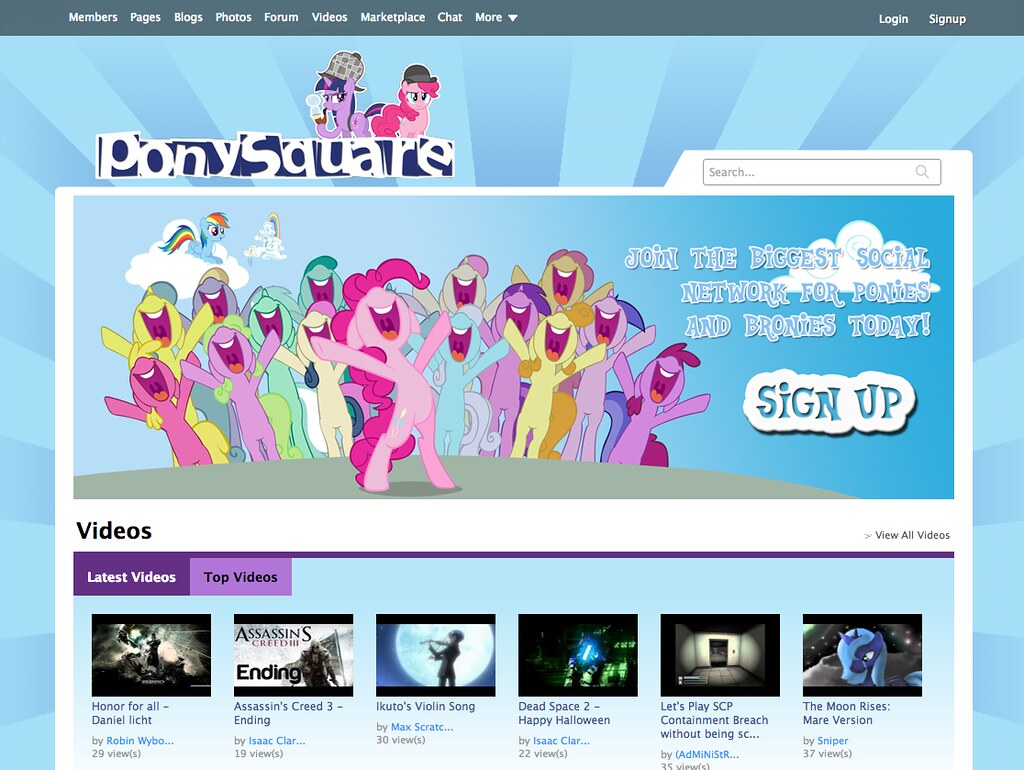 Members Pages Blogs Photos Forum Videos Marketplace Chat More Login Signup
PonySquare
Search...
JOIN THE BIGGEST SOCIAL
NETWORK FOR PONIES
AND BRONIES TODAY!
SIGN UP
Videos
> View All Videos
Latest Videos Top Videos
ASSASSIN'S
CREED III
Ending
Honor for all -
Daniel licht
by Robin Wybo...
29 view(s)
Assassin's Creed 3 -
Ending
by Isaac Clar...
19 view(s)
Ikuto's Violin Song
by Max Scratc...
30 view(s)
Dead Space 2 -
Happy Halloween
by Isaac Clar...
22 view(s)
Let's Play SCP
Containment Breach
without being sc...
by (AdMiNiStR...
35 view(s)
The Moon Rises:
Mare Version
by Sniper
37 view(s)